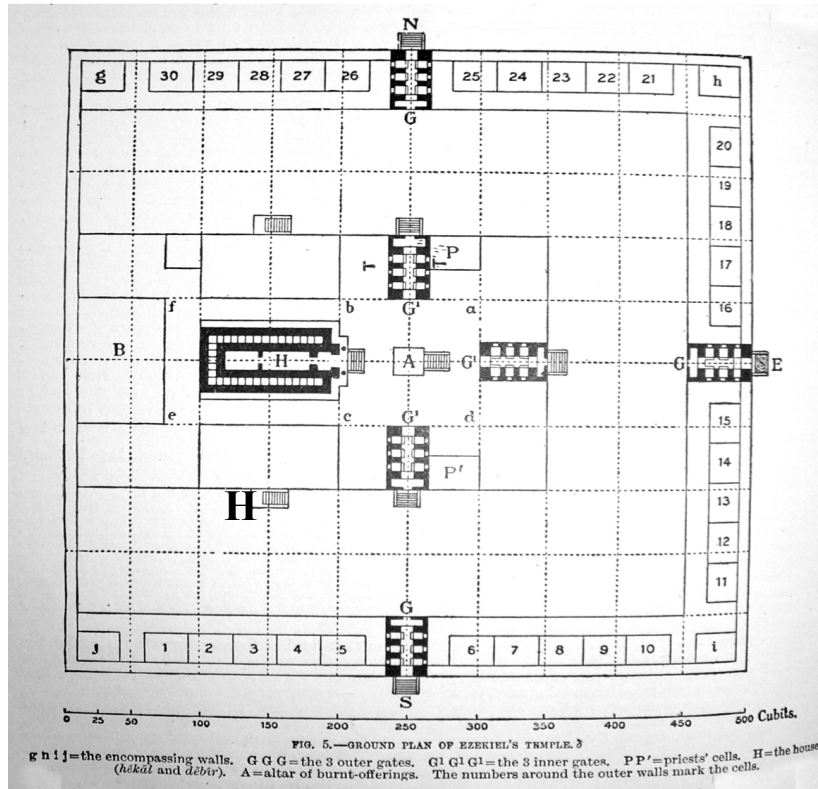 N
g 30 29 28 27 26 25 24 23 22 21 h
G
20
19
18
T P T 17
f b G¹ a 16
B H A G¹ G E
e c G¹ d 15
P' 14
H 13
12
11
G
j 1 2 3 4 5 6 7 8 9 10 i
S
0 25 50 100 150 200 250 300 350 400 450 500 Cubits.
FIG. 5.—GROUND PLAN OF EZEKIEL'S TEMPLE.
g h i j=the encompassing walls. G G G=the 3 outer gates. G¹ G¹ G¹=the 3 inner gates. P P'=priests' cells. H=the house
(hêkāl and dĕbîr). A=altar of burnt-offerings. The numbers around the outer walls mark the cells.